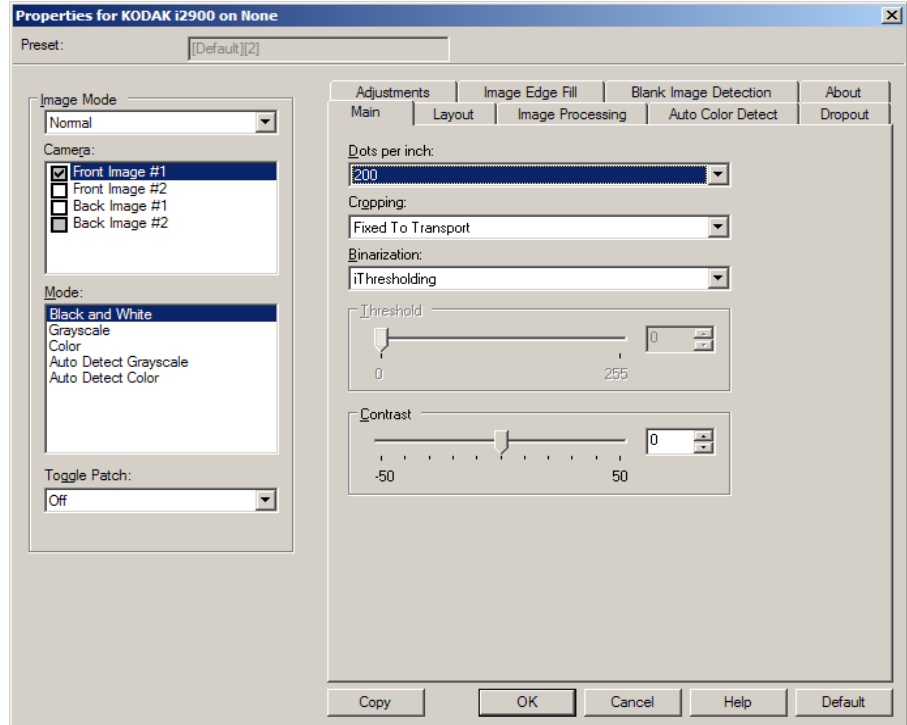 Properties for KODAK i2900 on None
Preset: [Default][2]
Image Mode
Normal
Camera:
Front Image #1
Front Image #2
Back Image #1
Back Image #2
Mode:
Black and White
Grayscale
Color
Auto Detect Grayscale
Auto Detect Color
Toggle Patch:
Off
Adjustments Image Edge Fill Blank Image Detection About
Main Layout Image Processing Auto Color Detect Dropout
Dots per inch:
200
Cropping:
Fixed To Transport
Binarization:
iThresholding
Threshold
0
0 255
Contrast
0
-50 50
Copy OK Cancel Help Default